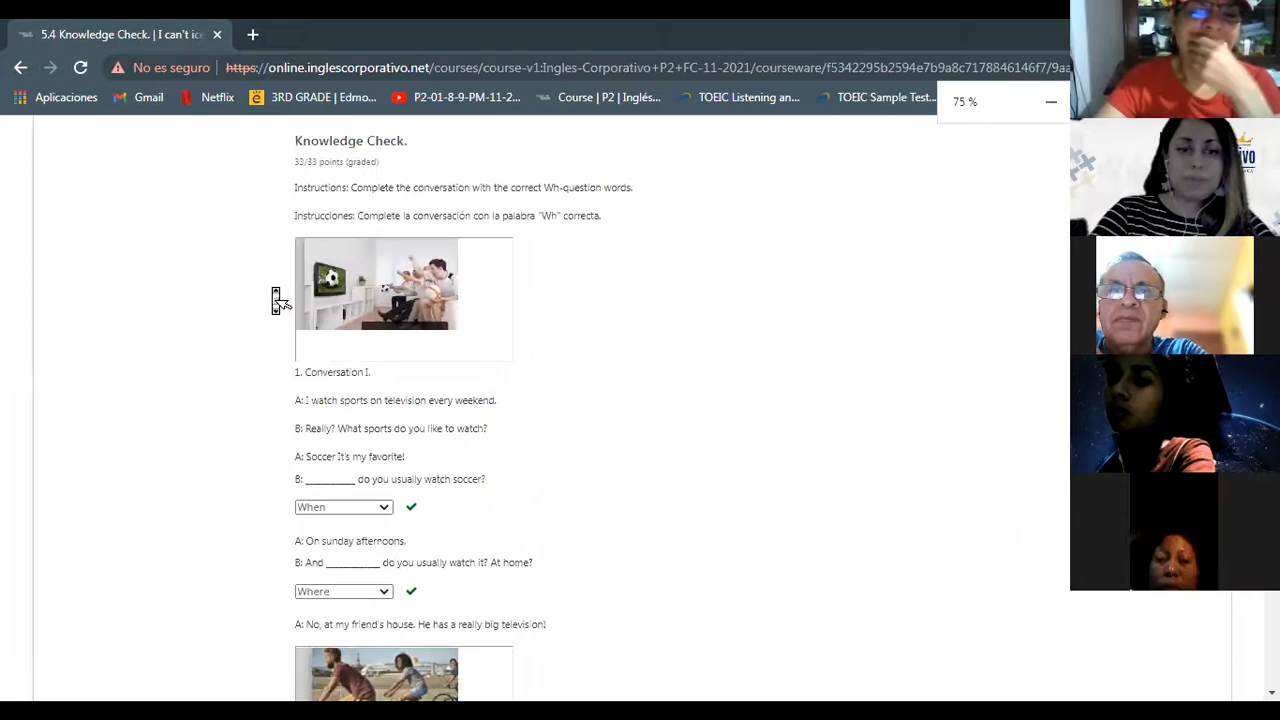 5.4 Knowledge Check. | I can't ice
No es seguro
https://online.inglescorporativo.net/courses/course-v1:Ingles-Corporativo+P2+FC-11-2021/courseware/f5342295b2594e7b9a8c7178846146f7/9aa
Aplicaciones Gmail Netflix 3RD GRADE | Edmo... P2-01-8-9-PM-11-2... Course | P2 | Inglés... TOEIC Listening an... TOEIC Sample Test...
75 %
Knowledge Check.
33/33 points (graded)
Instructions: Complete the conversation with the correct Wh-question words.
Instrucciones: Complete la conversación con la palabra "Wh" correcta.
1. Conversation I.
A: I watch sports on television every weekend.
B: Really? What sports do you like to watch?
A: Soccer It's my favorite!
B: __________ do you usually watch soccer?
When
A: On sunday afternoons.
B: And ___________ do you usually watch it? At home?
Where
A: No, at my friend's house. He has a really big television!